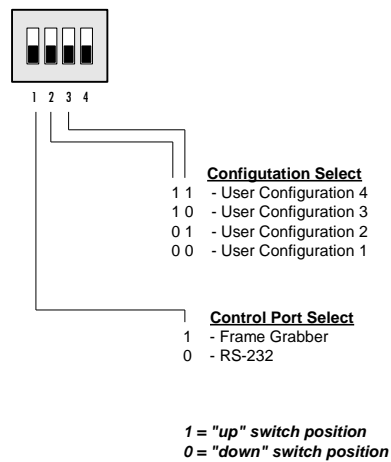 1 2 3 4
Configutation Select
1 1 - User Configuration 4
1 0 - User Configuration 3
0 1 - User Configuration 2
0 0 - User Configuration 1
Control Port Select
1 - Frame Grabber
0 - RS-232
1 = "up" switch position
0 = "down" switch position